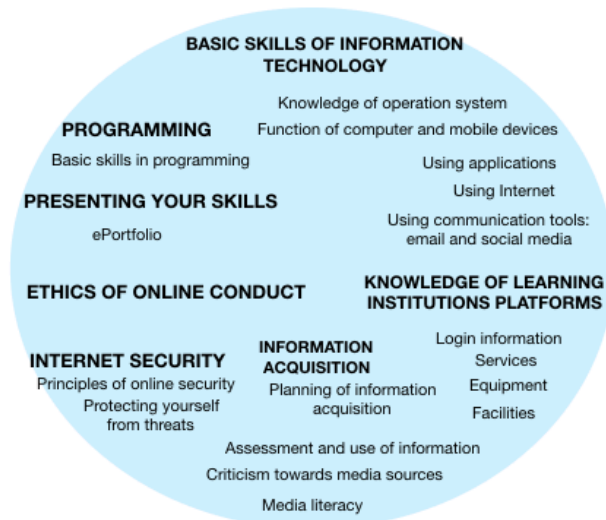 BASIC SKILLS OF INFORMATION
TECHNOLOGY
Knowledge of operation system
Function of computer and mobile devices
Using applications
Using Internet
Using communication tools:
email and social media
PROGRAMMING
Basic skills in programming
PRESENTING YOUR SKILLS
ePortfolio
ETHICS OF ONLINE CONDUCT
KNOWLEDGE OF LEARNING
INSTITUTIONS PLATFORMS
Login information
Services
Equipment
Facilities
INTERNET SECURITY
Principles of online security
Protecting yourself
from threats
INFORMATION
ACQUISITION
Planning of information
acquisition
Assessment and use of information
Criticism towards media sources
Media literacy